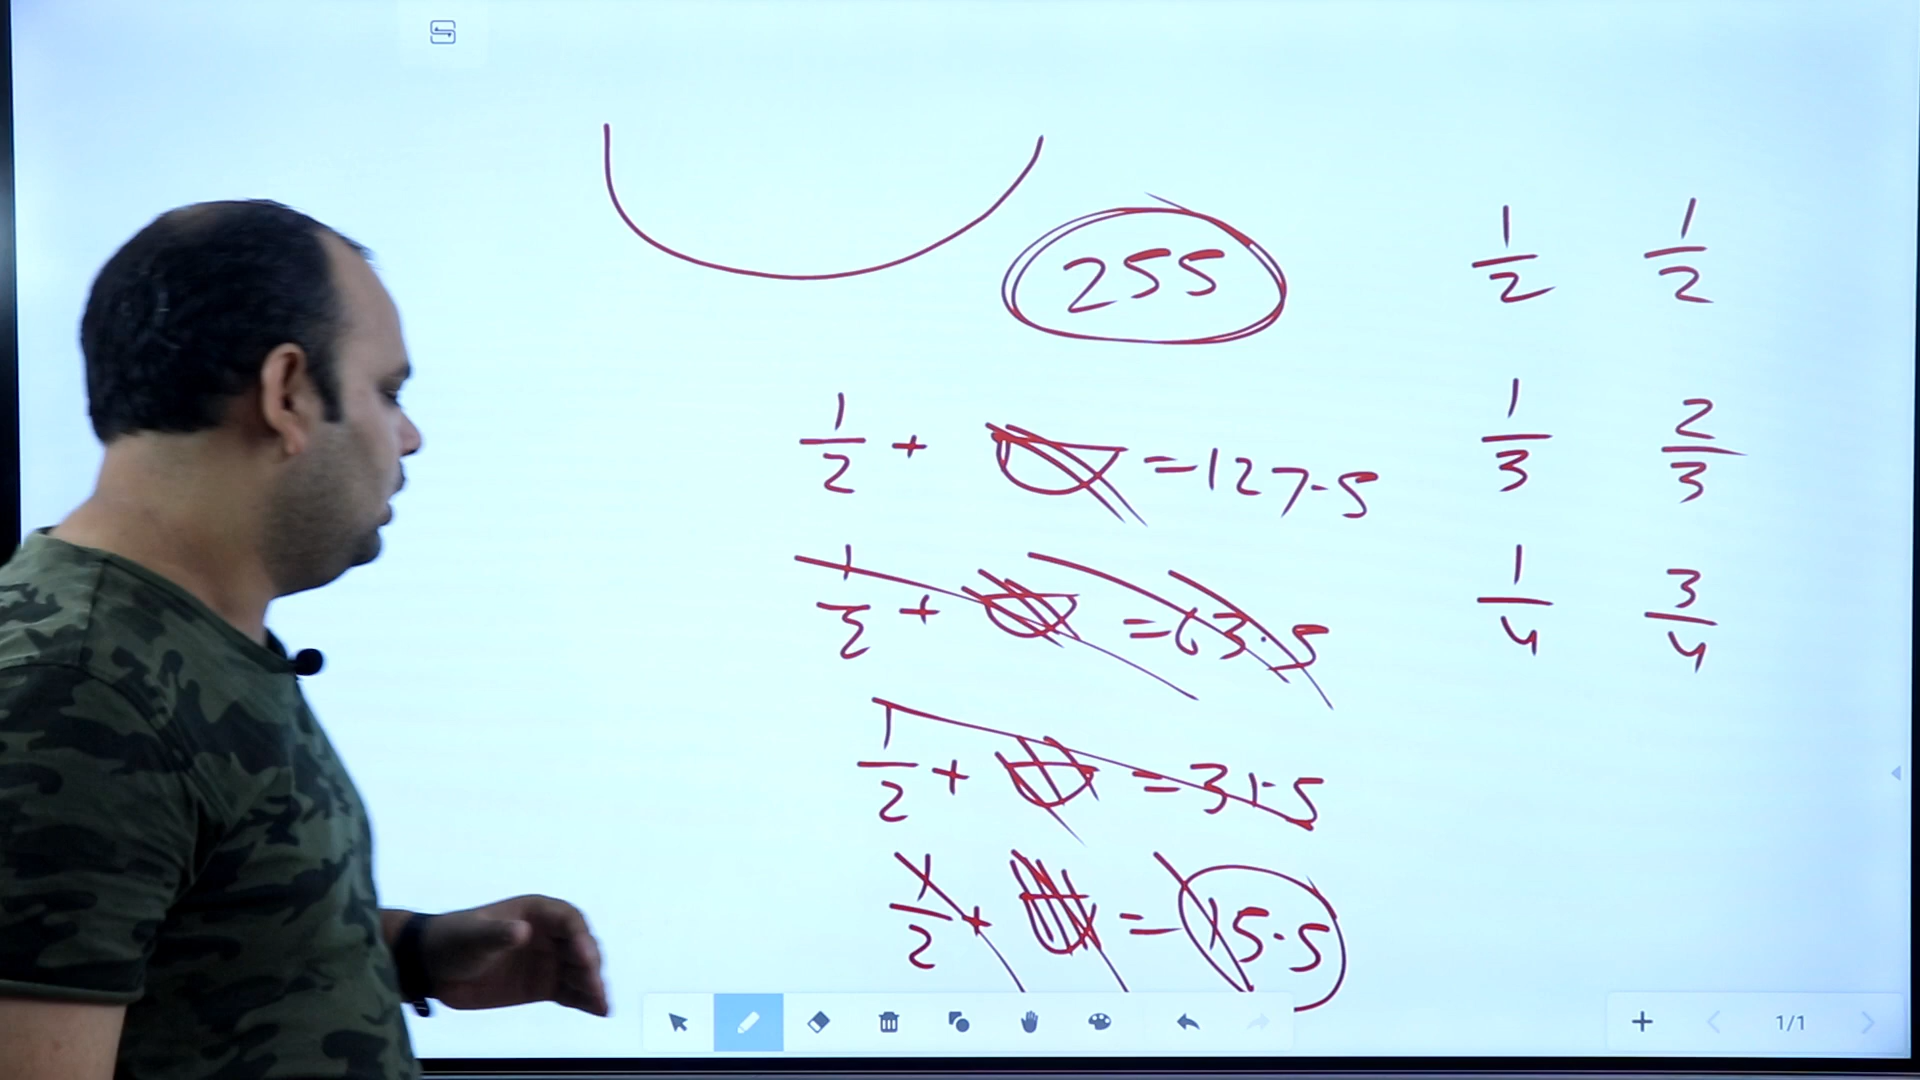 255
1/2 1/2
1/2 + = 127.5
1/3 2/3
1/2 + = 63.5
1/4 3/4
1/2 + = 31.5
1/2 + = 15.5
1/1